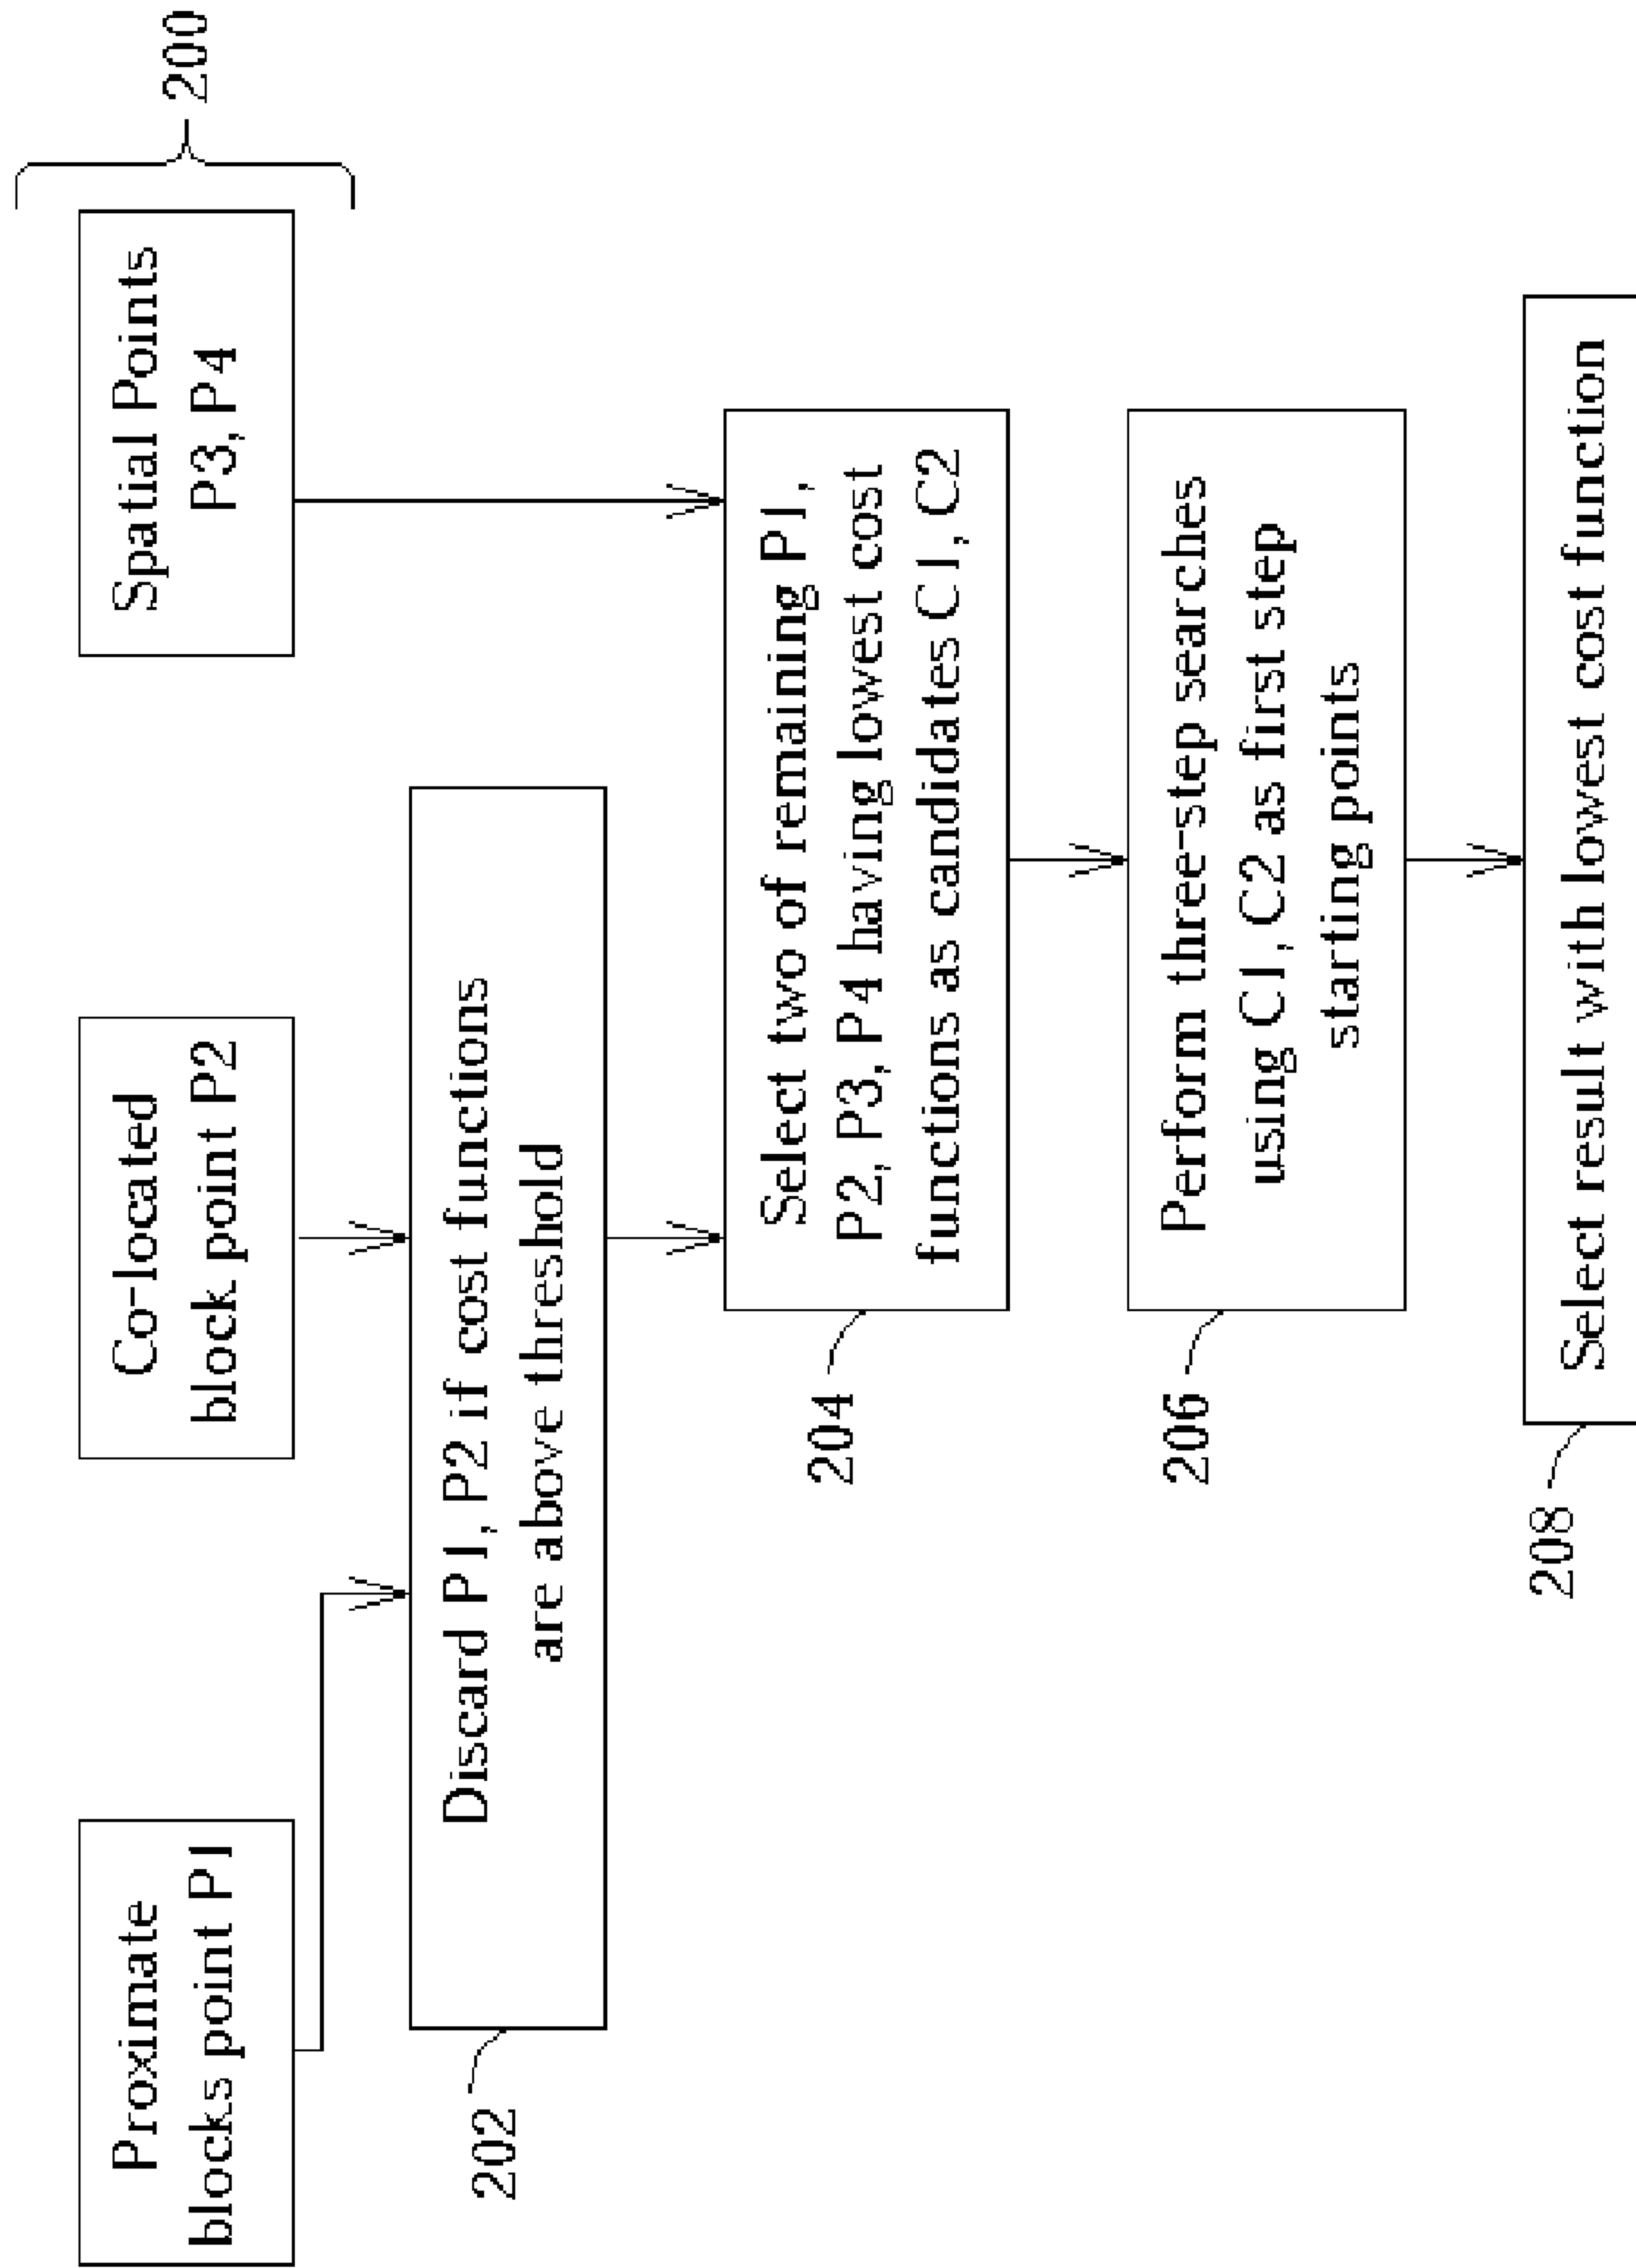 Proximate
blocks point P1
Co-located
block point P2
Spatial Points
P3, P4
200
Discard P1, P2 if cost functions
are above threshold
202
Select two of remaining P1,
P2, P3, P4 having lowest cost
functions as candidates C1, C2
204
Perform three-step searches
using C1, C2 as first step
starting points
206
Select result with lowest cost function
208